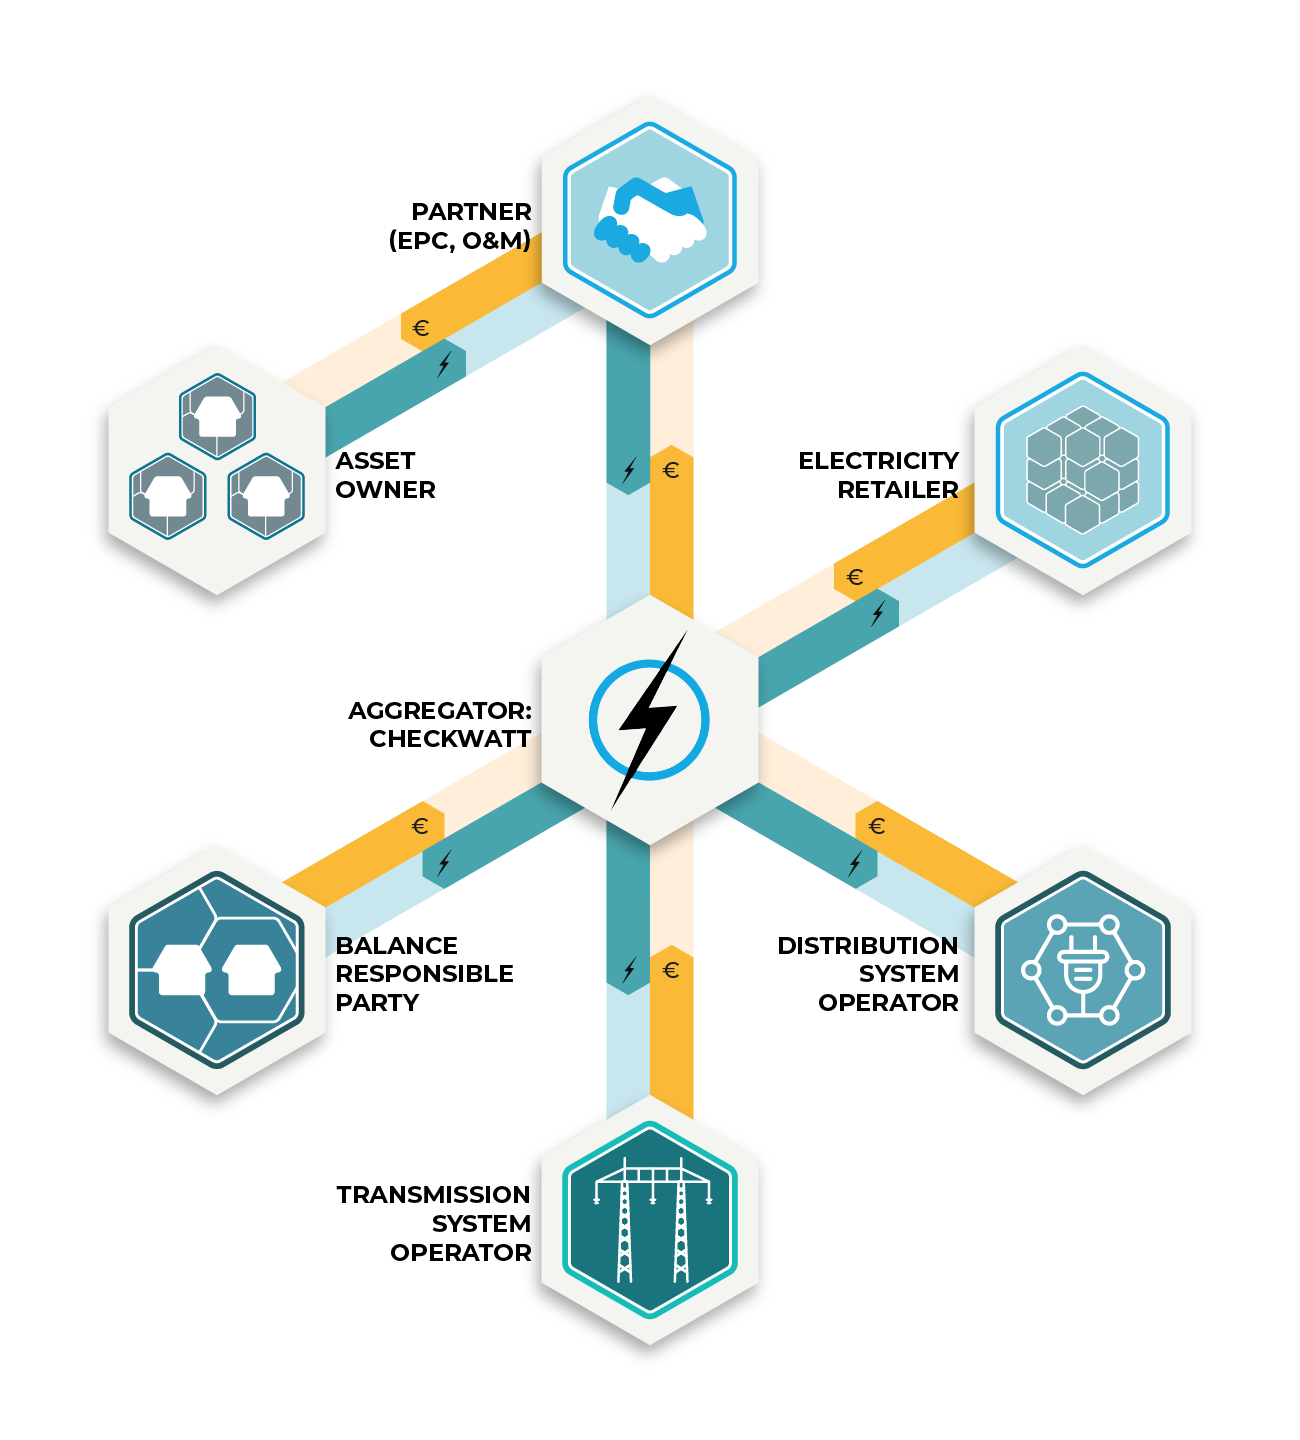 PARTNER
(EPC, O&M)
€
ASSET
OWNER
€
ELECTRICITY
RETAILER
€
AGGREGATOR:
CHECKWATT
€
€
BALANCE
RESPONSIBLE
PARTY
€
DISTRIBUTION
SYSTEM
OPERATOR
TRANSMISSION
SYSTEM
OPERATOR